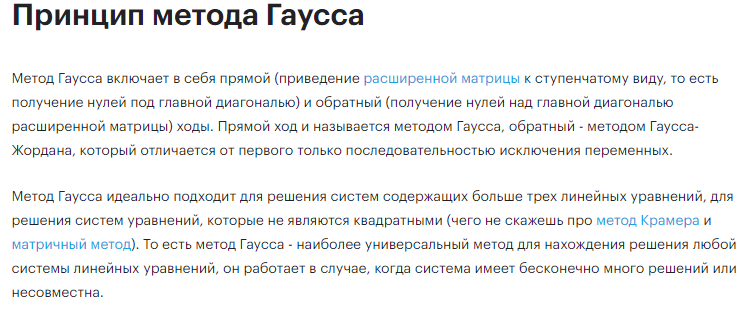 Принцип метода Гаусса
Метод Гаусса включает в себя прямой (приведение расширенной матрицы к ступенчатому виду, то есть
получение нулей под главной диагональю) и обратный (получение нулей над главной диагональю
расширенной матрицы) ходы. Прямой ход и называется методом Гаусса, обратный - методом Гаусса-
Жордана, который отличается от первого только последовательностью исключения переменных.
Метод Гаусса идеально подходит для решения систем содержащих больше трех линейных уравнений, для
решения систем уравнений, которые не являются квадратными (чего не скажешь про метод Крамера и
матричный метод). То есть метод Гаусса - наиболее универсальный метод для нахождения решения любой
системы линейных уравнений, он работает в случае, когда система имеет бесконечно много решений или
несовместна.